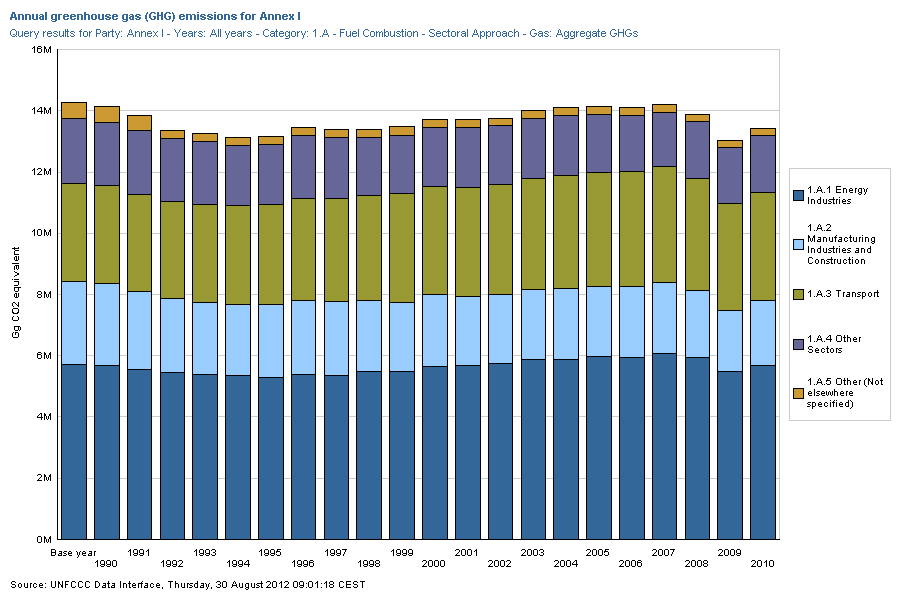 Annual greenhouse gas (GHG) emissions for Annex I
Query results for Party: Annex I - Years: All years - Category: 1.A - Fuel Combustion - Sectoral Approach - Gas: Aggregate GHGs
16M
14M
12M
10M
8M
6M
4M
2M
0M
Gg CO2 equivalent
Base year
1990
1991
1992
1993
1994
1995
1996
1997
1998
1999
2000
2001
2002
2003
2004
2005
2006
2007
2008
2009
2010
1.A.1 Energy
Industries
1.A.2
Manufacturing
Industries and
Construction
1.A.3 Transport
1.A.4 Other
Sectors
1.A.5 Other (Not
elsewhere
specified)
Source: UNFCCC Data Interface, Thursday, 30 August 2012 09:01:18 CEST